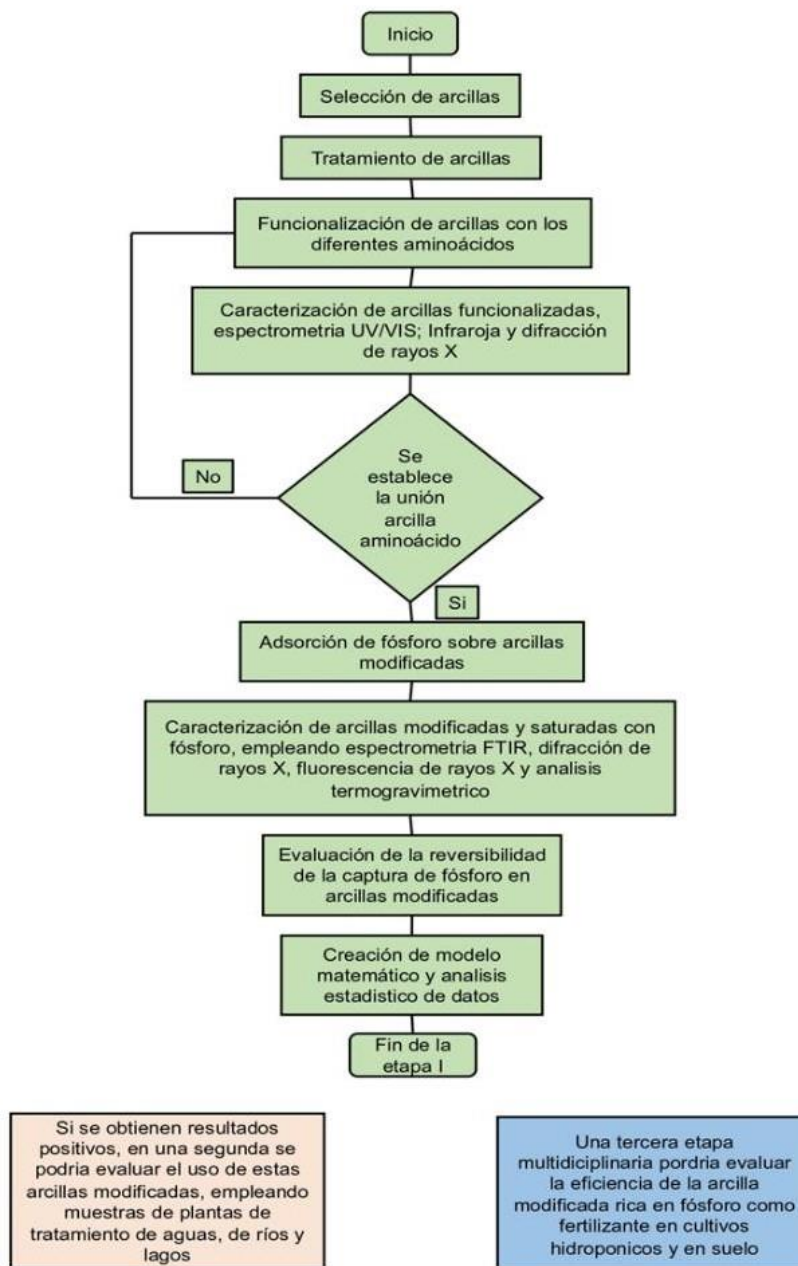 Inicio
Selección de arcillas
Tratamiento de arcillas
Funcionalización de arcillas con los
diferentes aminoácidos
Caracterización de arcillas funcionalizadas,
espectrometria UV/VIS; Infraroja y difracción
de rayos X
Se
establece
la unión
arcilla
aminoácido
No
Si
Adsorción de fósforo sobre arcillas
modificadas
Caracterización de arcillas modificadas y saturadas con
fósforo, empleando espectrometria FTIR, difracción de
rayos X, fluorescencia de rayos X y analisis
termogravimetrico
Evaluación de la reversibilidad
de la captura de fósforo en
arcillas modificadas
Creación de modelo
matemático y analisis
estadistico de datos
Fin de la
etapa I
Si se obtienen resultados
positivos, en una segunda se
podria evaluar el uso de estas
arcillas modificadas, empleando
muestras de plantas de
tratamiento de aguas, de ríos y
lagos
Una tercera etapa
multidiciplinaria pordria evaluar
la eficiencia de la arcilla
modificada rica en fósforo como
fertilizante en cultivos
hidroponicos y en suelo